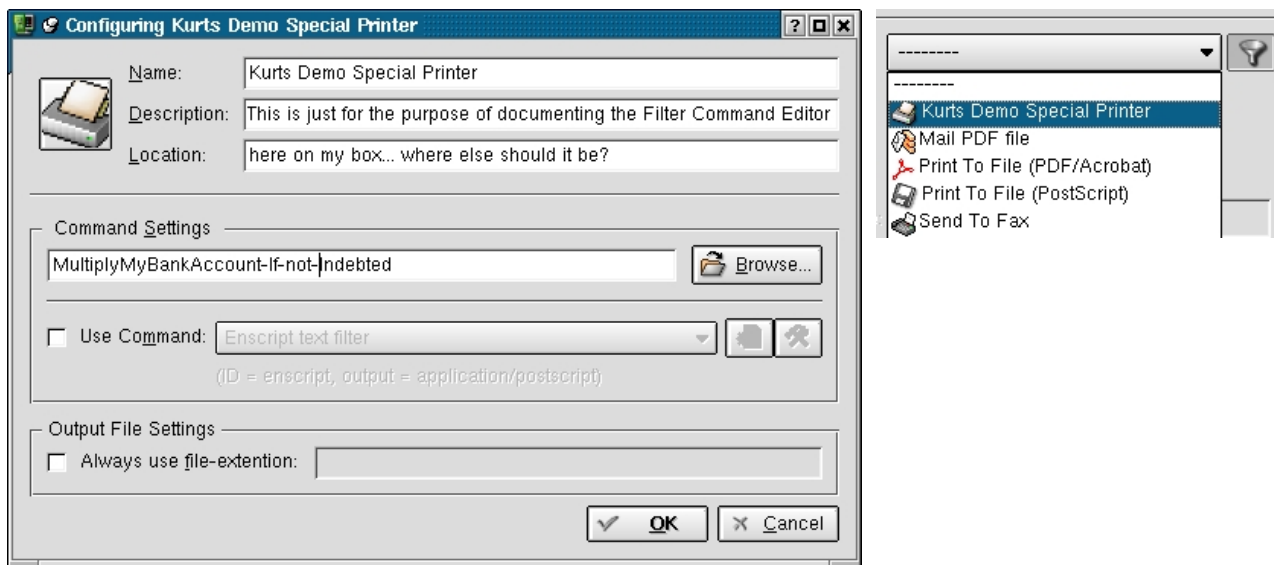 Configuring Kurts Demo Special Printer
Name: Kurts Demo Special Printer
Description: This is just for the purpose of documenting the Filter Command Editor
Location: here on my box... where else should it be?
Command Settings
MultiplyMyBankAccount-If-not-Indebted
Browse...
Use Command: Enscript text filter
(ID = enscript, output = application/postscript)
Output File Settings
Always use file-extention:
OK
Cancel
--------
--------
Kurts Demo Special Printer
Mail PDF file
Print To File (PDF/Acrobat)
Print To File (PostScript)
Send To Fax